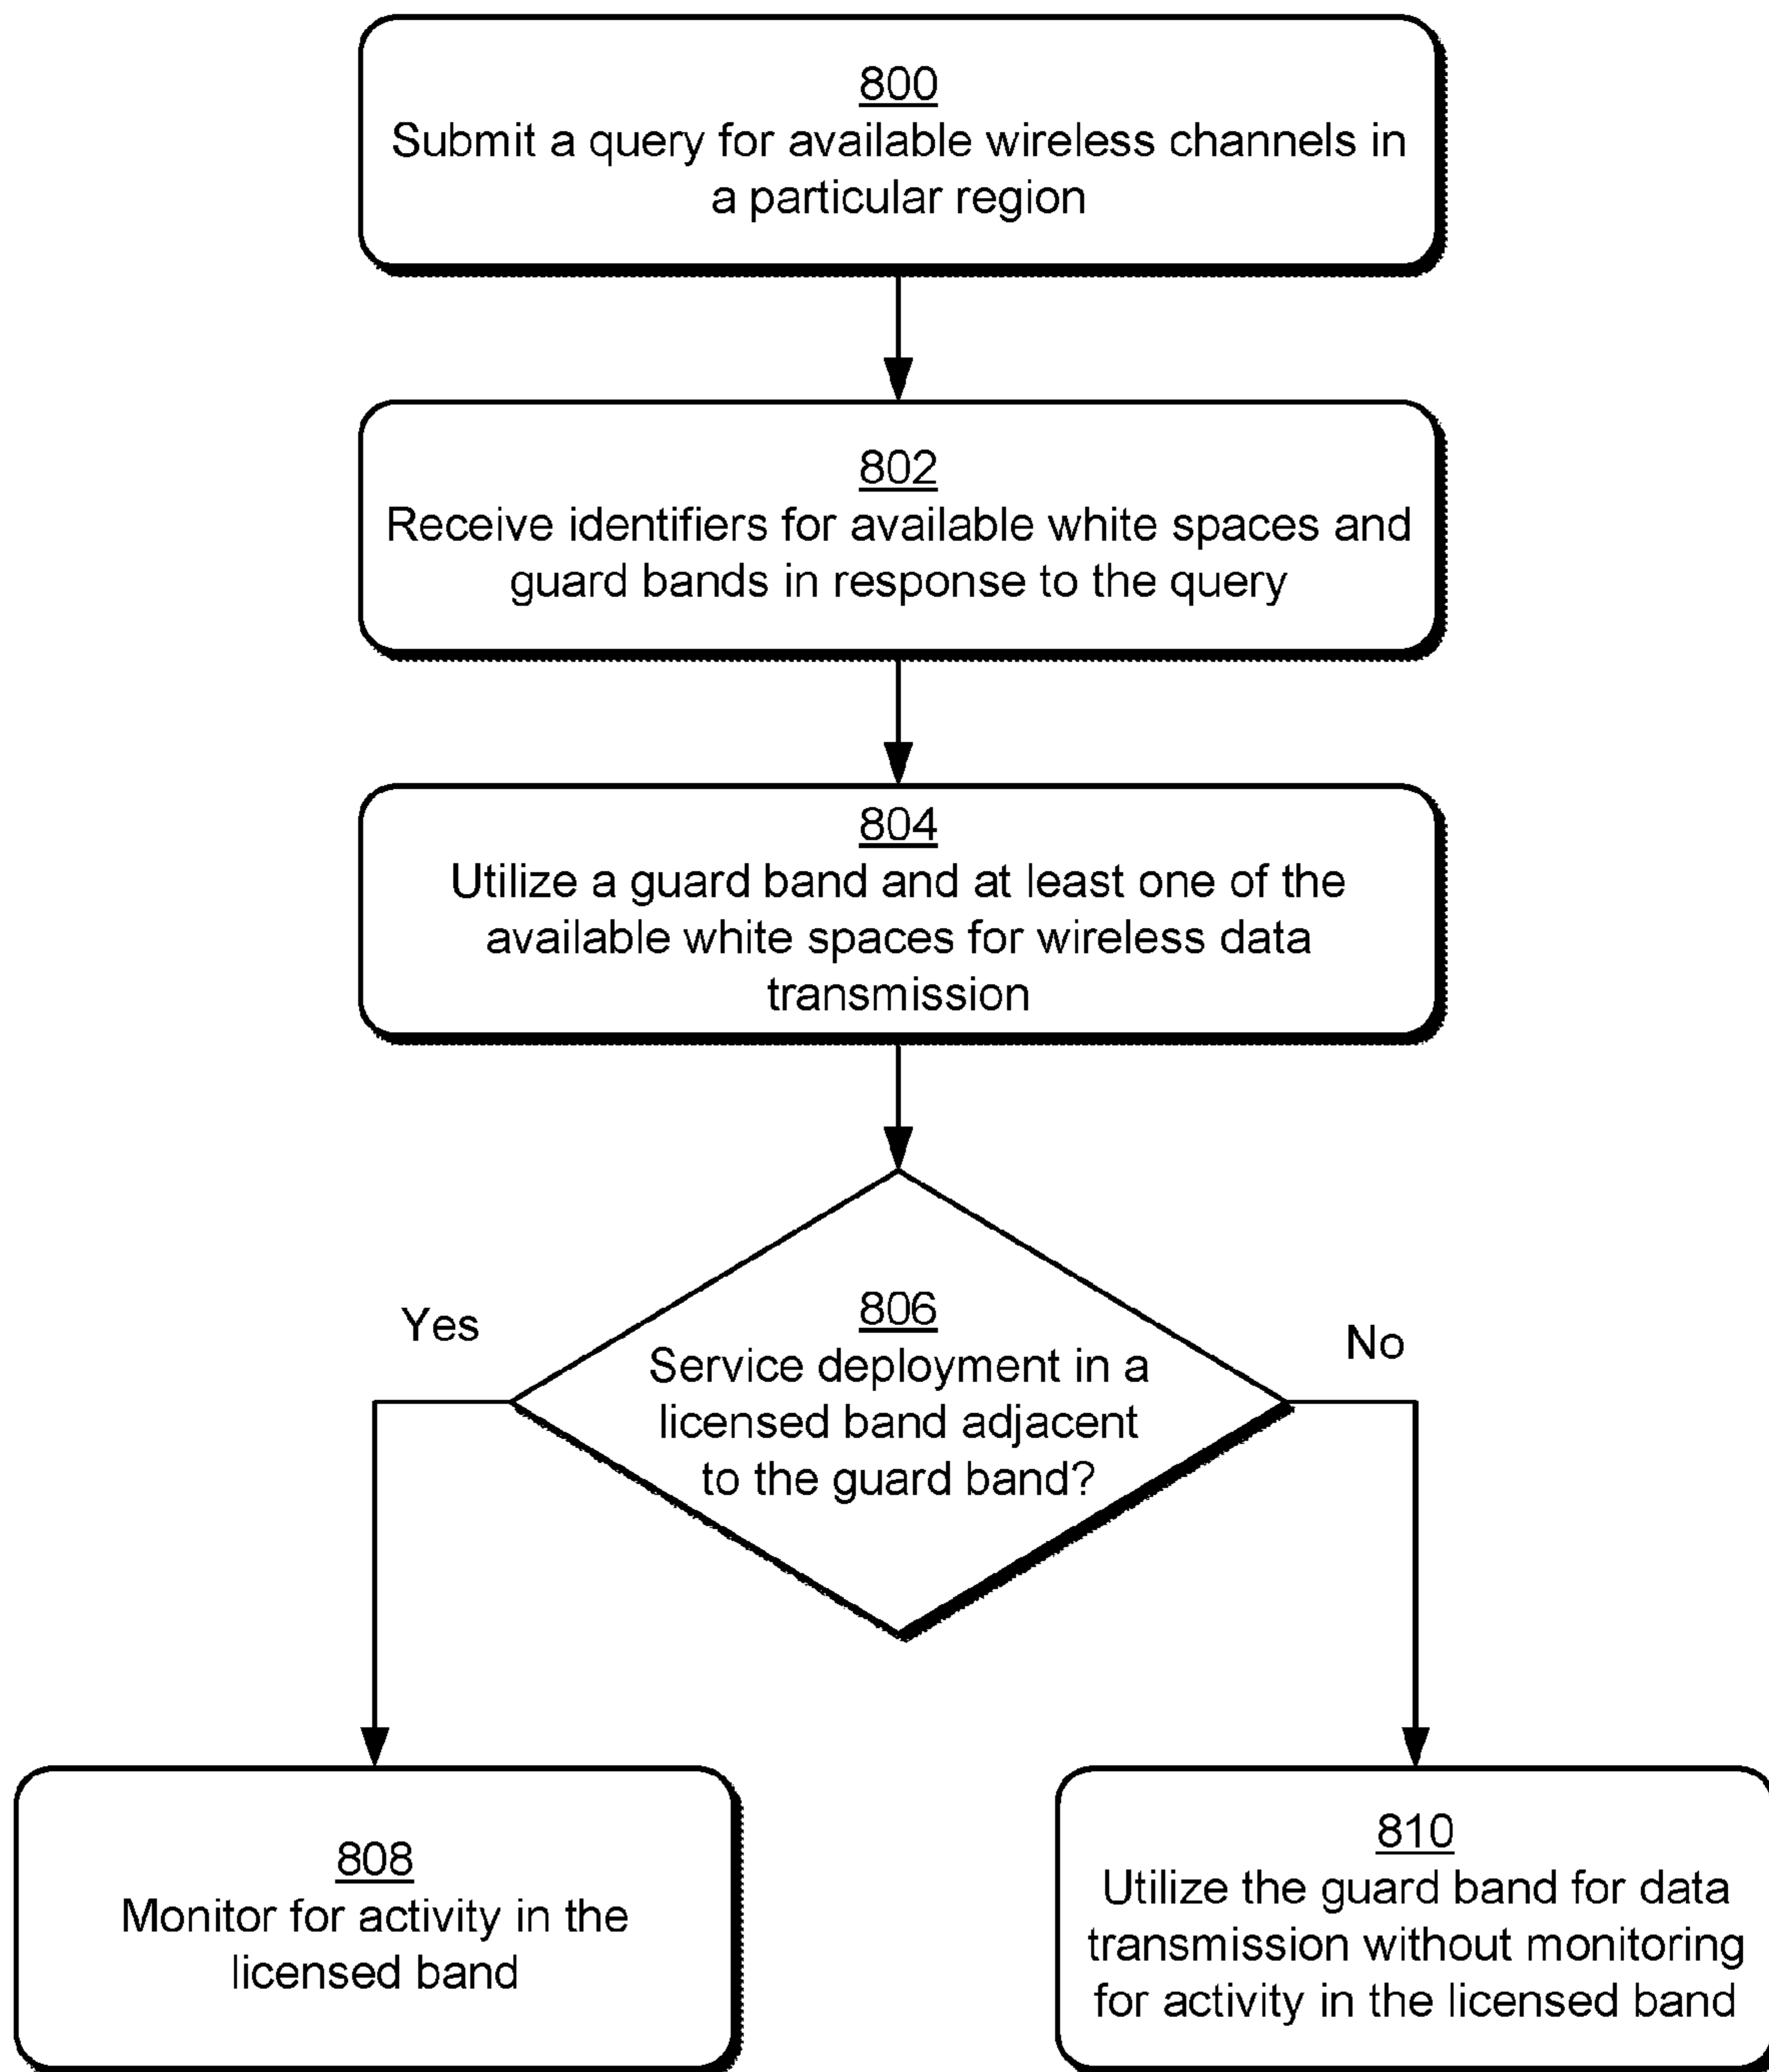 800
Submit a query for available wireless channels in
a particular region
802
Receive identifiers for available white spaces and
guard bands in response to the query
804
Utilize a guard band and at least one of the
available white spaces for wireless data
transmission
Yes
806
Service deployment in a
licensed band adjacent
to the guard band?
No
808
Monitor for activity in the
licensed band
810
Utilize the guard band for data
transmission without monitoring
for activity in the licensed band